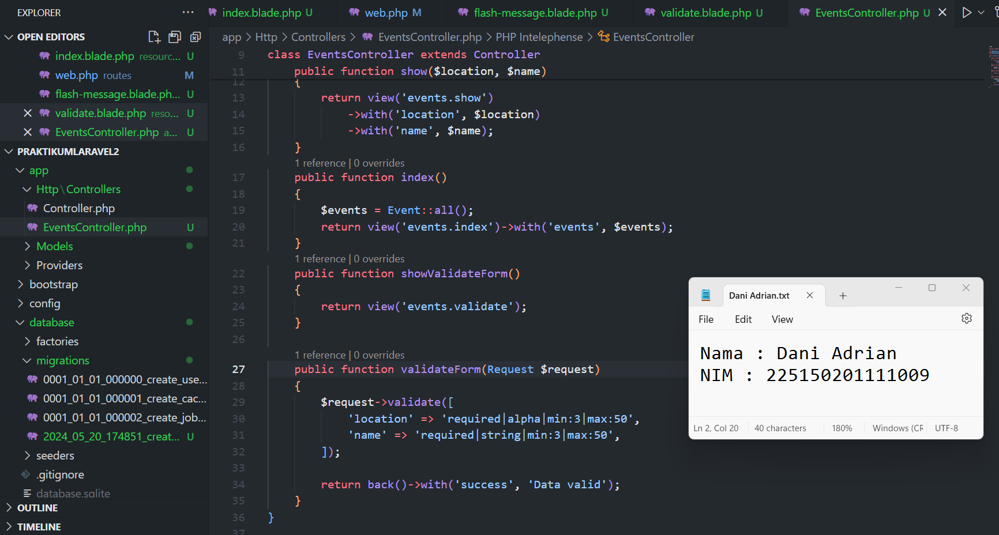 EXPLORER ...
OPEN EDITORS
index.blade.php resourc... U
web.php routes M
flash-message.blade.ph... U
validate.blade.php reso... U
EventsController.php a... U
PRAKTIKUMLARAVEL2
app
Http\Controllers
Controller.php
EventsController.php U
Models
Providers
bootstrap
config
database
factories
migrations
0001_01_01_000000_create_use...
0001_01_01_000001_create_cac...
0001_01_01_000002_create_job...
2024_05_20_174851_creat... U
seeders
.gitignore
database.sqlite
OUTLINE
TIMELINE
index.blade.php U web.php M flash-message.blade.php U validate.blade.php U EventsController.php U
app > Http > Controllers > EventsController.php > PHP Intelephense > EventsController
9 class EventsController extends Controller
11 public function show($location, $name)
12 {
13 return view('events.show')
14 ->with('location', $location)
15 ->with('name', $name);
16 }
1 reference | 0 overrides
17 public function index()
18 {
19 $events = Event::all();
20 return view('events.index')->with('events', $events);
21 }
1 reference | 0 overrides
22 public function showValidateForm()
23 {
24 return view('events.validate');
25 }
26
1 reference | 0 overrides
27 public function validateForm(Request $request)
28 {
29 $request->validate([
30 'location' => 'required|alpha|min:3|max:50',
31 'name' => 'required|string|min:3|max:50',
32 ]);
33
34 return back()->with('success', 'Data valid');
35 }
36 }
37
Dani Adrian.txt
File Edit View
Nama : Dani Adrian
NIM : 225150201111009
Ln 2, Col 20 40 characters 180% Windows (CR UTF-8